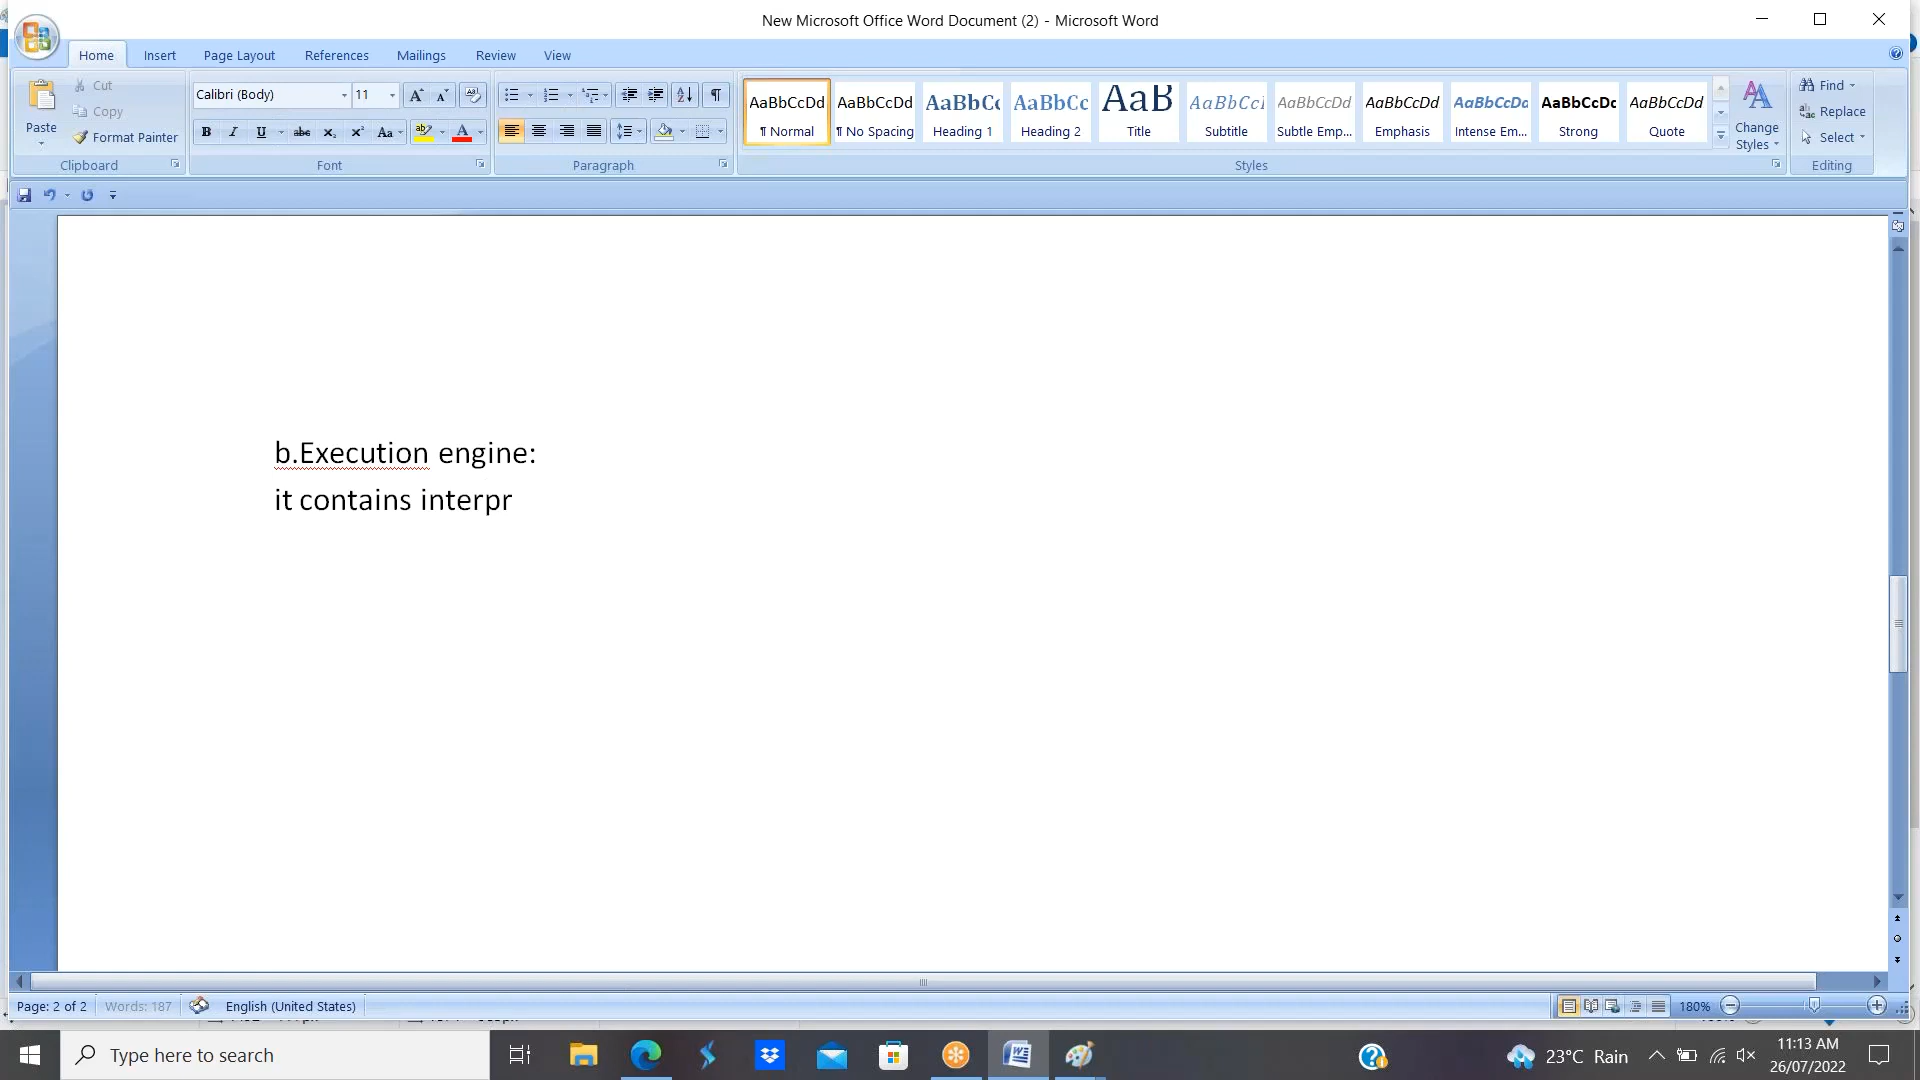 New Microsoft Office Word Document (2) - Microsoft Word
Home Insert Page Layout References Mailings Review View
Paste
Cut
Copy
Format Painter
Clipboard
Calibri (Body) 11
Font
Paragraph
AaBbCcDd AaBbCcDd AaBbCc AaBbCc AaB AaBbCc AaBbCcDd AaBbCcDd AaBbCcDd AaBbCcDc AaBbCcDd
¶ Normal ¶ No Spacing Heading 1 Heading 2 Title Subtitle Subtle Emp... Emphasis Intense Em... Strong Quote
Change
Styles
Styles
Find
Replace
Select
Editing
b.Execution engine:
it contains interpr
Page: 2 of 2 Words: 187 English (United States) 180%
Type here to search
23°C Rain
11:13 AM
26/07/2022